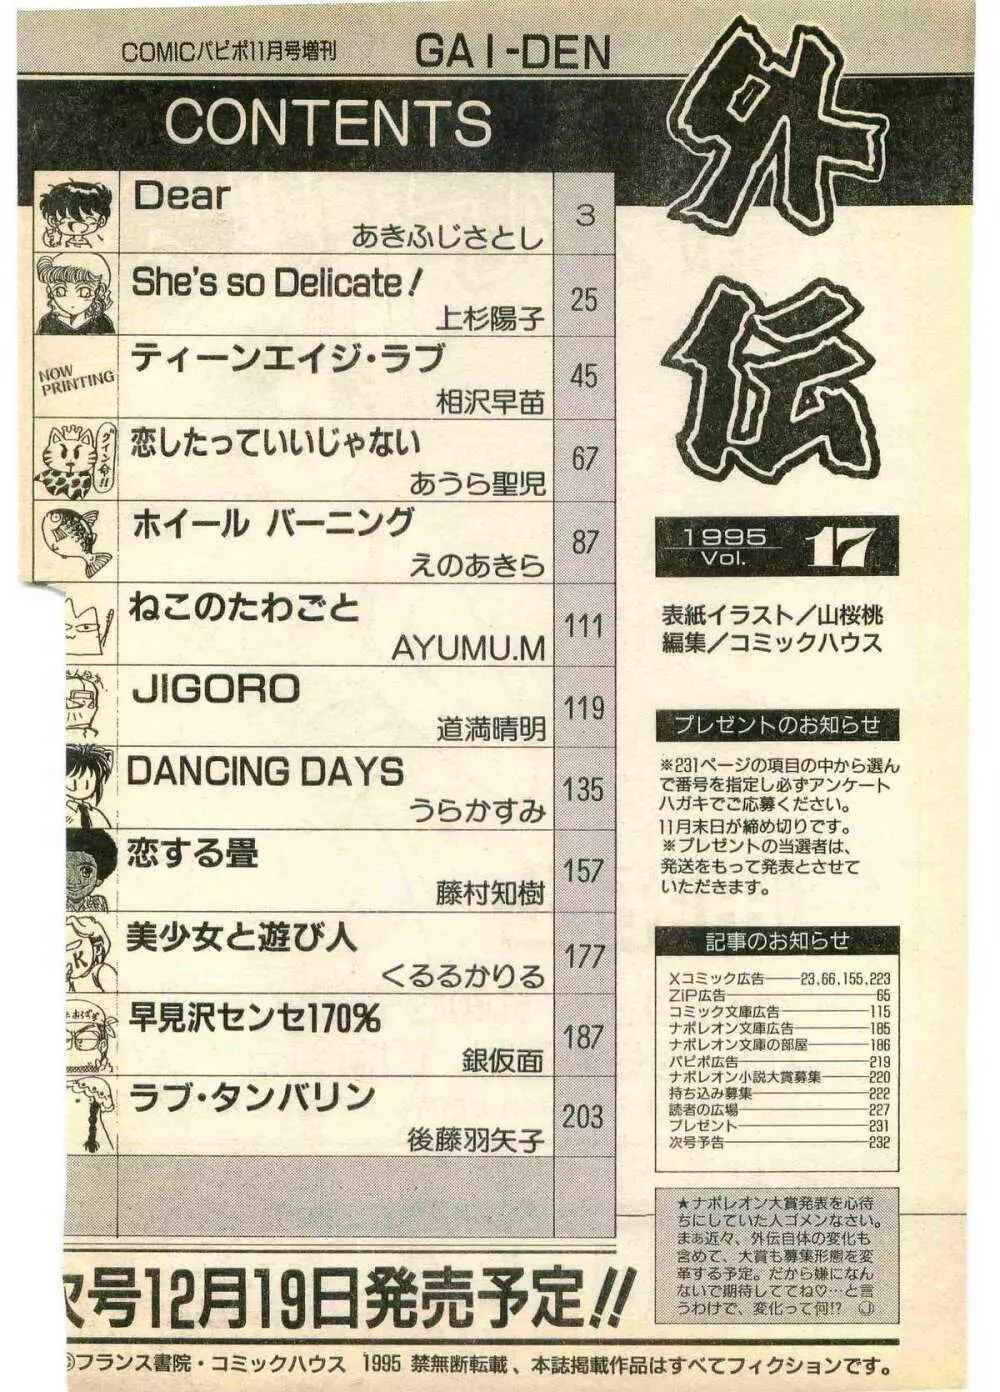 COMICパピポ11月号増刊 GAI-DEN
外伝
CONTENTS
Dear
あきふじさとし
3
She's so Delicate!
上杉陽子
25
NOW
PRINTING
ティーンエイジ・ラブ
相沢早苗
45
恋したっていいじゃない
あうら聖児
67
ホイール バーニング
えのあきら
87
ねこのたわごと
AYUMU.M
111
JIGORO
道満晴明
119
DANCING DAYS
うらかすみ
135
恋する畳
藤村知樹
157
美少女と遊び人
くるるかりる
177
早見沢センセ170%
銀仮面
187
ラブ・タンバリン
後藤羽矢子
203
1995
Vol. 17
表紙イラスト/山桜桃
編集/コミックハウス
プレゼントのお知らせ
※231ページの項目の中から選ん
で番号を指定し必ずアンケート
ハガキでご応募ください。
11月末日が締め切りです。
※プレゼントの当選者は、
発送をもって発表とさせて
いただきます。
記事のお知らせ
Xコミック広告――23,66,155,223
ZiP広告――65
コミック文庫広告――115
ナポレオン文庫広告――185
ナポレオン文庫の部屋――186
パピポ広告――219
ナポレオン小説大賞募集――220
持ち込み募集――222
読者の広場――227
プレゼント――231
次号予告――232
★ナポレオン大賞発表を心待
ちにしていた人ゴメンなさい。
まぁ近々、外伝自体の変化も
含めて、大賞も募集形態を変
革する予定。だから嫌になん
ないで期待しててね♡…と言
うわけで、変化って何!? Ⓙ
次号12月19日発売予定!!
©フランス書院・コミックハウス 1995 禁無断転載、本誌掲載作品はすべてフィクションです。